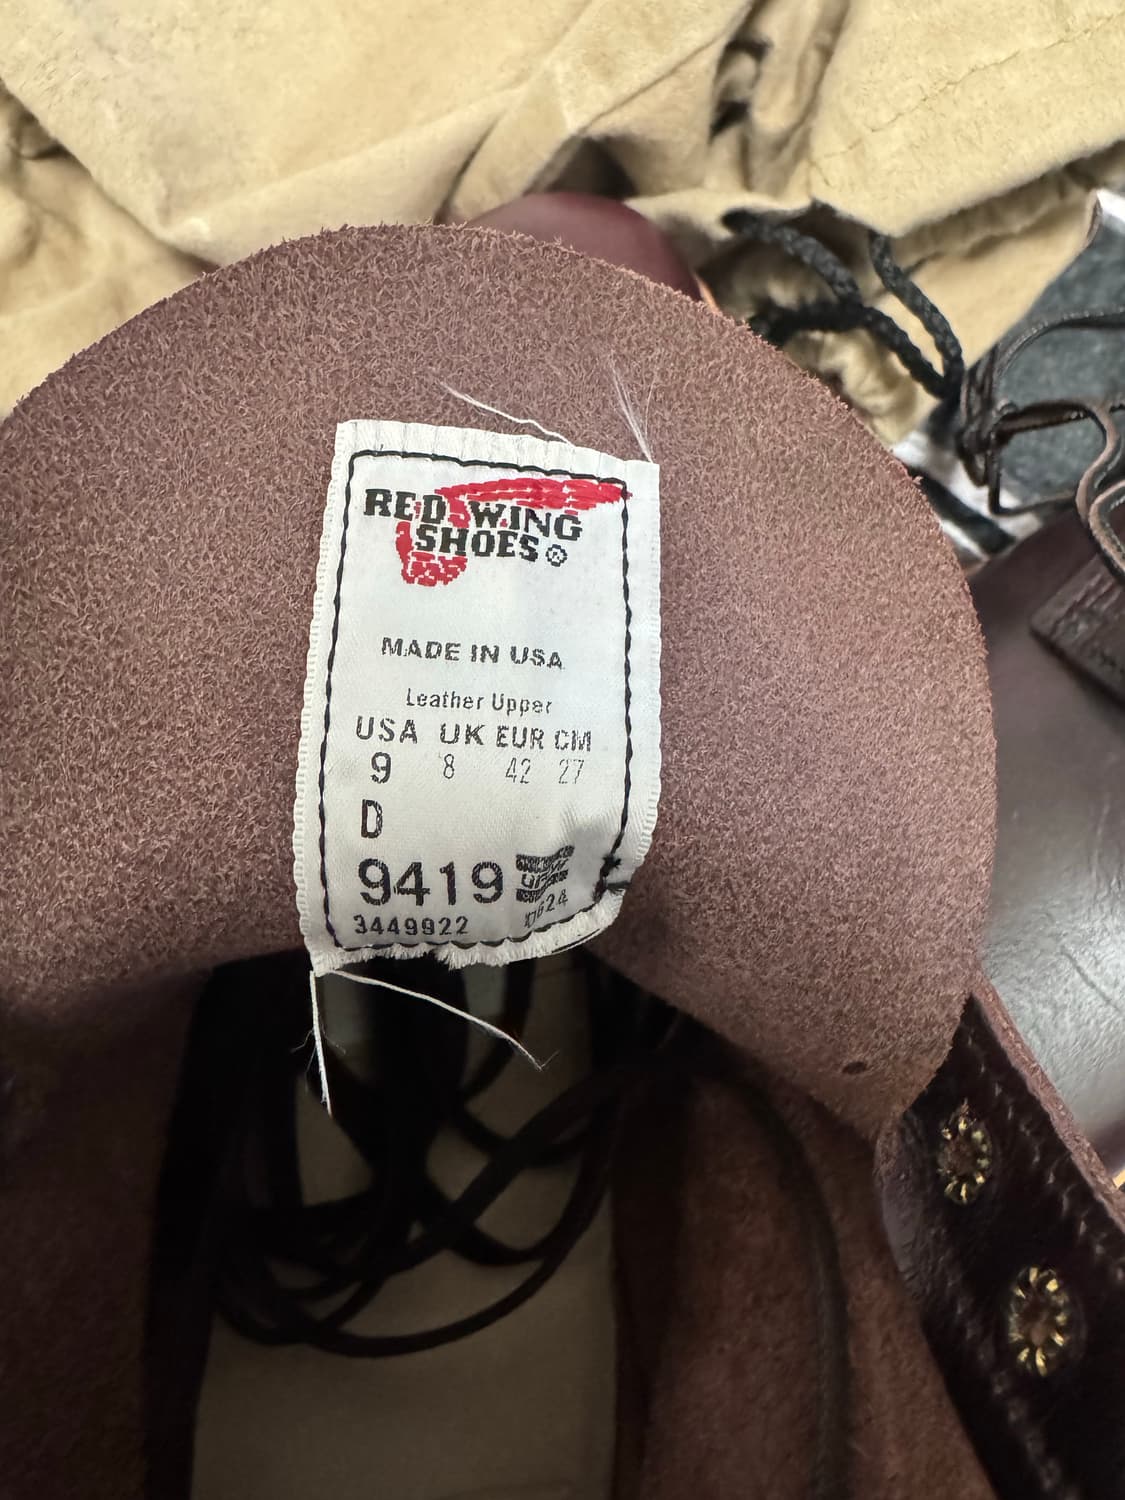 RED WING
SHOES®
MADE IN USA
Leather Upper
USA UK EUR CM
9 8 42 27
D
9419
3449922